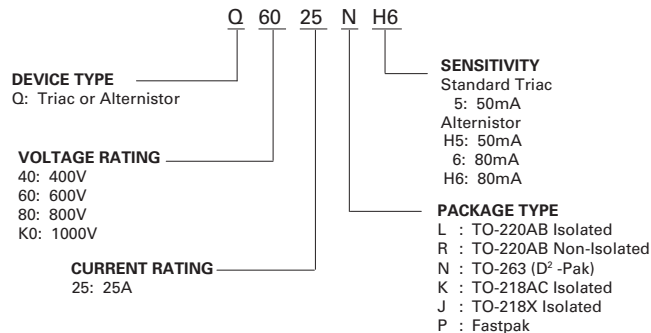 Q 60 25 N H6
DEVICE TYPE
Q: Triac or Alternistor
VOLTAGE RATING
40: 400V
60: 600V
80: 800V
K0: 1000V
CURRENT RATING
25: 25A
SENSITIVITY
Standard Triac
5: 50mA
Alternistor
H5: 50mA
6: 80mA
H6: 80mA
PACKAGE TYPE
L : TO-220AB Isolated
R : TO-220AB Non-Isolated
N : TO-263 (D² -Pak)
K : TO-218AC Isolated
J : TO-218X Isolated
P : Fastpak